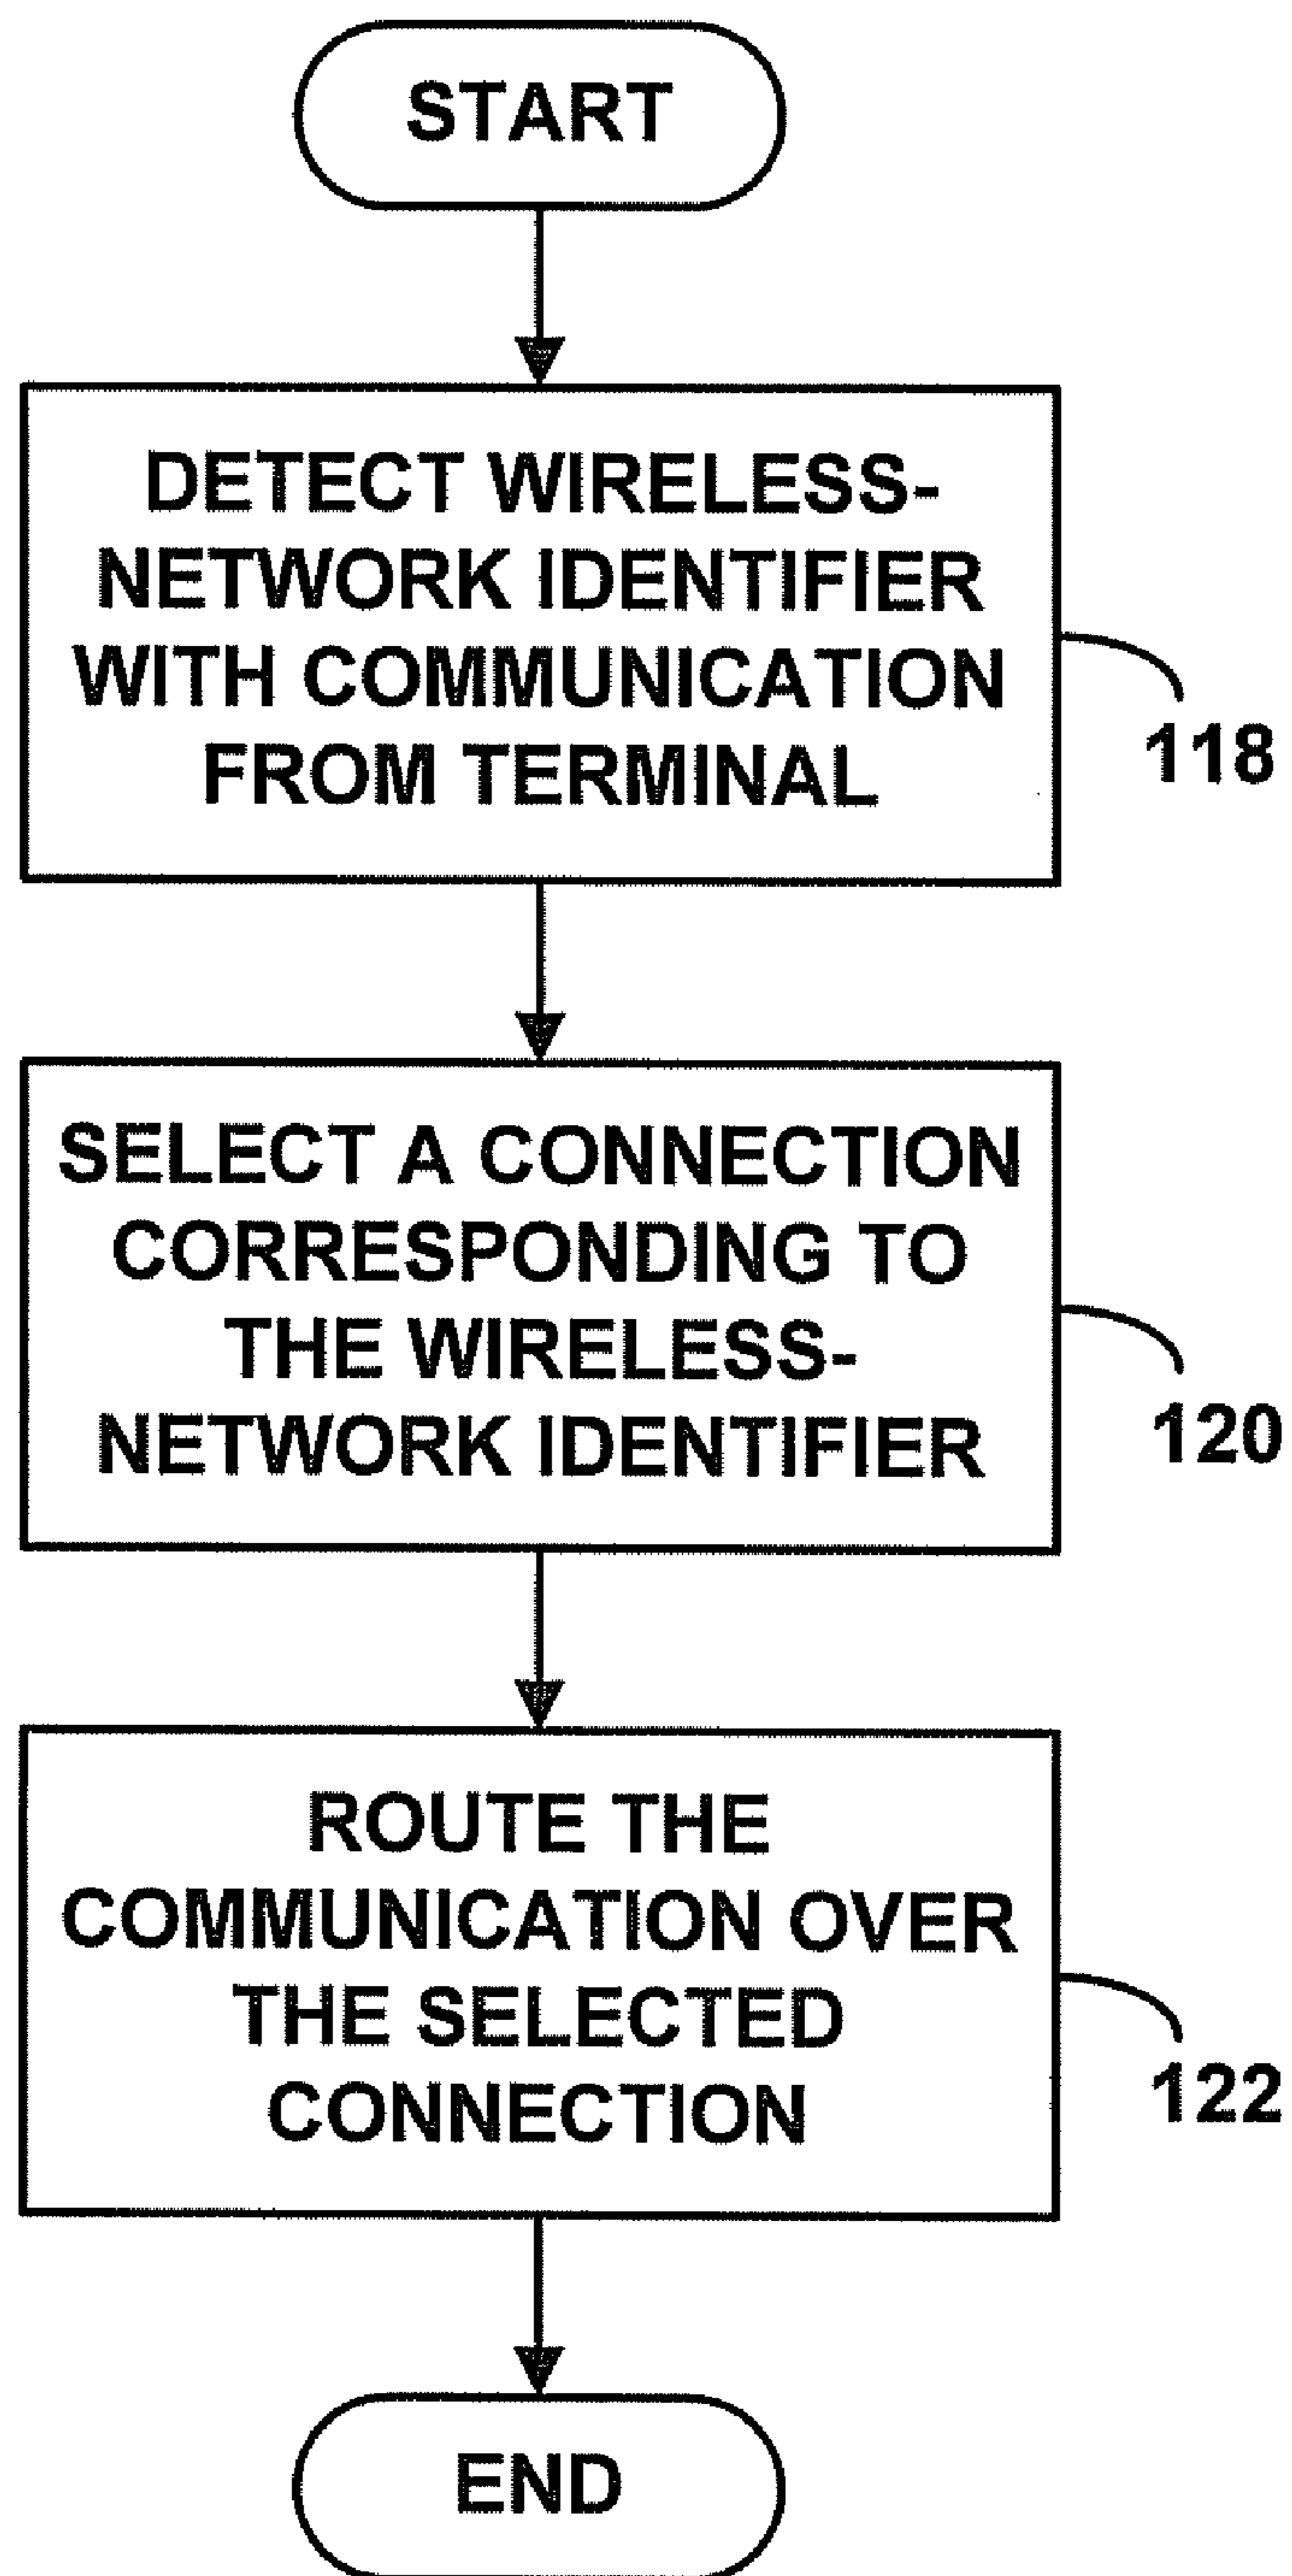 START
DETECT WIRELESS-
NETWORK IDENTIFIER
WITH COMMUNICATION
FROM TERMINAL
118
SELECT A CONNECTION
CORRESPONDING TO
THE WIRELESS-
NETWORK IDENTIFIER
120
ROUTE THE
COMMUNICATION OVER
THE SELECTED
CONNECTION
122
END